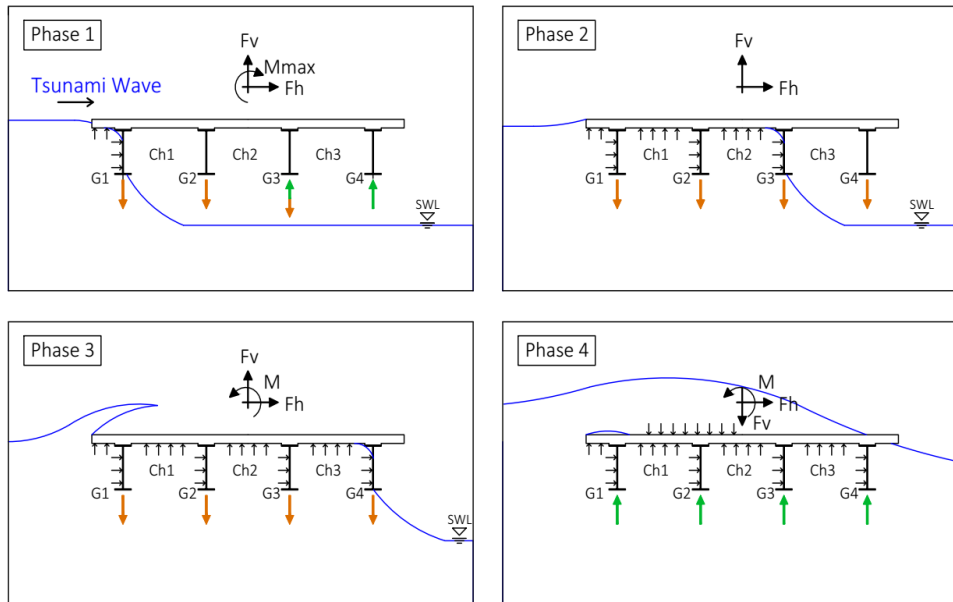 Phase 1
Fv
Mmax
Fh
Tsunami Wave
Ch1
Ch2
Ch3
G1
G2
G3
G4
SWL
Phase 2
Fv
Fh
Ch1
Ch2
Ch3
G1
G2
G3
G4
SWL
Phase 3
Fv
M
Fh
Ch1
Ch2
Ch3
G1
G2
G3
G4
SWL
Phase 4
M
Fh
Fv
Ch1
Ch2
Ch3
G1
G2
G3
G4